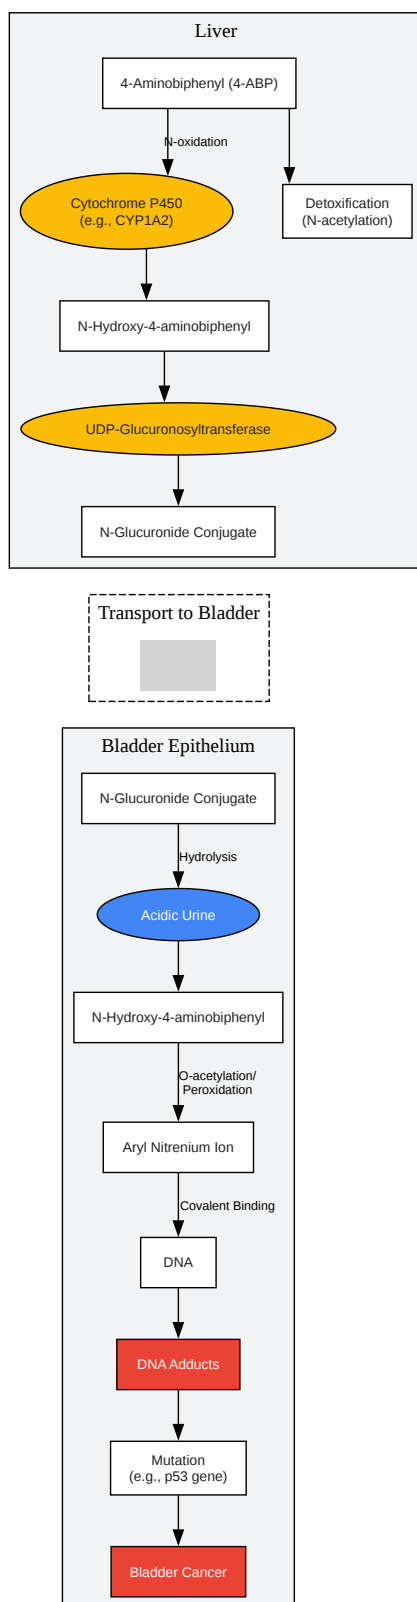 Liver
4-Aminobiphenyl (4-ABP)
N-oxidation
Cytochrome P450
(e.g., CYP1A2)
Detoxification
(N-acetylation)
N-Hydroxy-4-aminobiphenyl
UDP-Glucuronosyltransferase
N-Glucuronide Conjugate
Transport to Bladder
Bladder Epithelium
N-Glucuronide Conjugate
Hydrolysis
Acidic Urine
N-Hydroxy-4-aminobiphenyl
O-acetylation/
Peroxidation
Aryl Nitrenium Ion
Covalent Binding
DNA
DNA Adducts
Mutation
(e.g., p53 gene)
Bladder Cancer